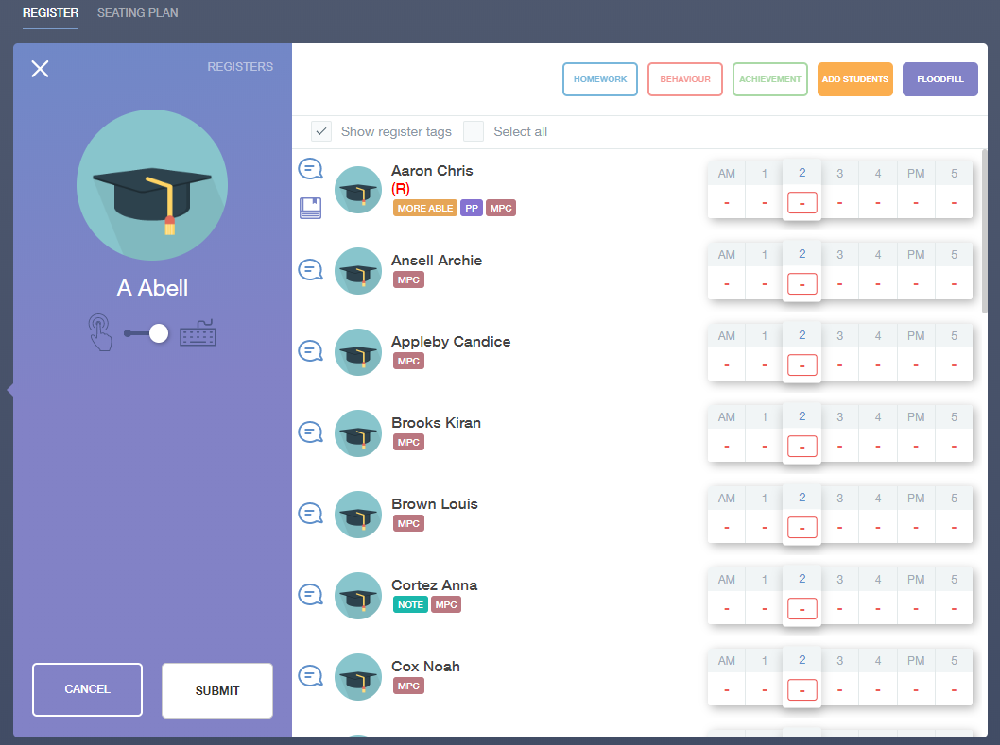 REGISTER SEATING PLAN
REGISTERS
A Abell
CANCEL SUBMIT
HOMEWORK BEHAVIOUR ACHIEVEMENT ADD STUDENTS FLOODFILL
Show register tags Select all
Aaron Chris
(R)
MORE ABLE PP MPC
AM 1 2 3 4 PM 5
- - - - - - -
Ansell Archie
MPC
AM 1 2 3 4 PM 5
- - - - - - -
Appleby Candice
MPC
AM 1 2 3 4 PM 5
- - - - - - -
Brooks Kiran
MPC
AM 1 2 3 4 PM 5
- - - - - - -
Brown Louis
MPC
AM 1 2 3 4 PM 5
- - - - - - -
Cortez Anna
NOTE MPC
AM 1 2 3 4 PM 5
- - - - - - -
Cox Noah
MPC
AM 1 2 3 4 PM 5
- - - - - - -